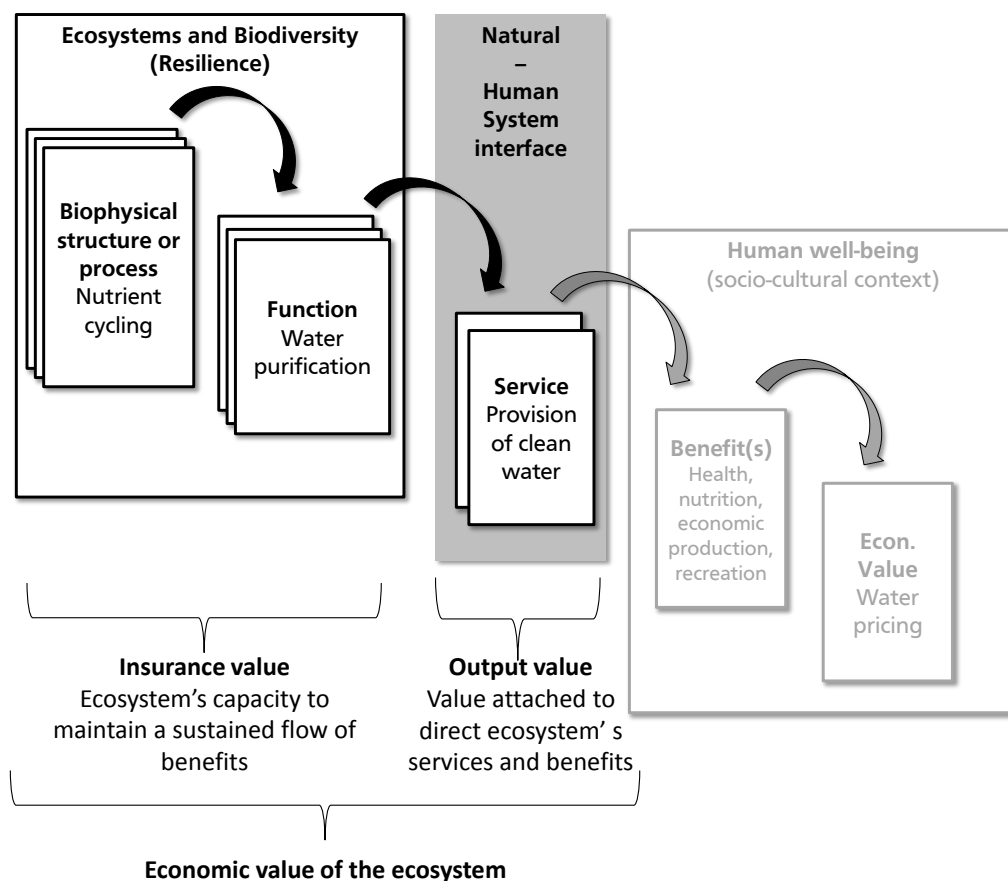 Ecosystems and Biodiversity
(Resilience)
Biophysical
structure or
process
Nutrient
cycling
Function
Water
purification
Natural
–
Human
System
interface
Service
Provision
of clean
water
Human well-being
(socio-cultural context)
Benefit(s)
Health,
nutrition,
economic
production,
recreation
Econ.
Value
Water
pricing
Insurance value
Ecosystem’s capacity to
maintain a sustained flow of
benefits
Output value
Value attached to
direct ecosystem’ s
services and benefits
Economic value of the ecosystem